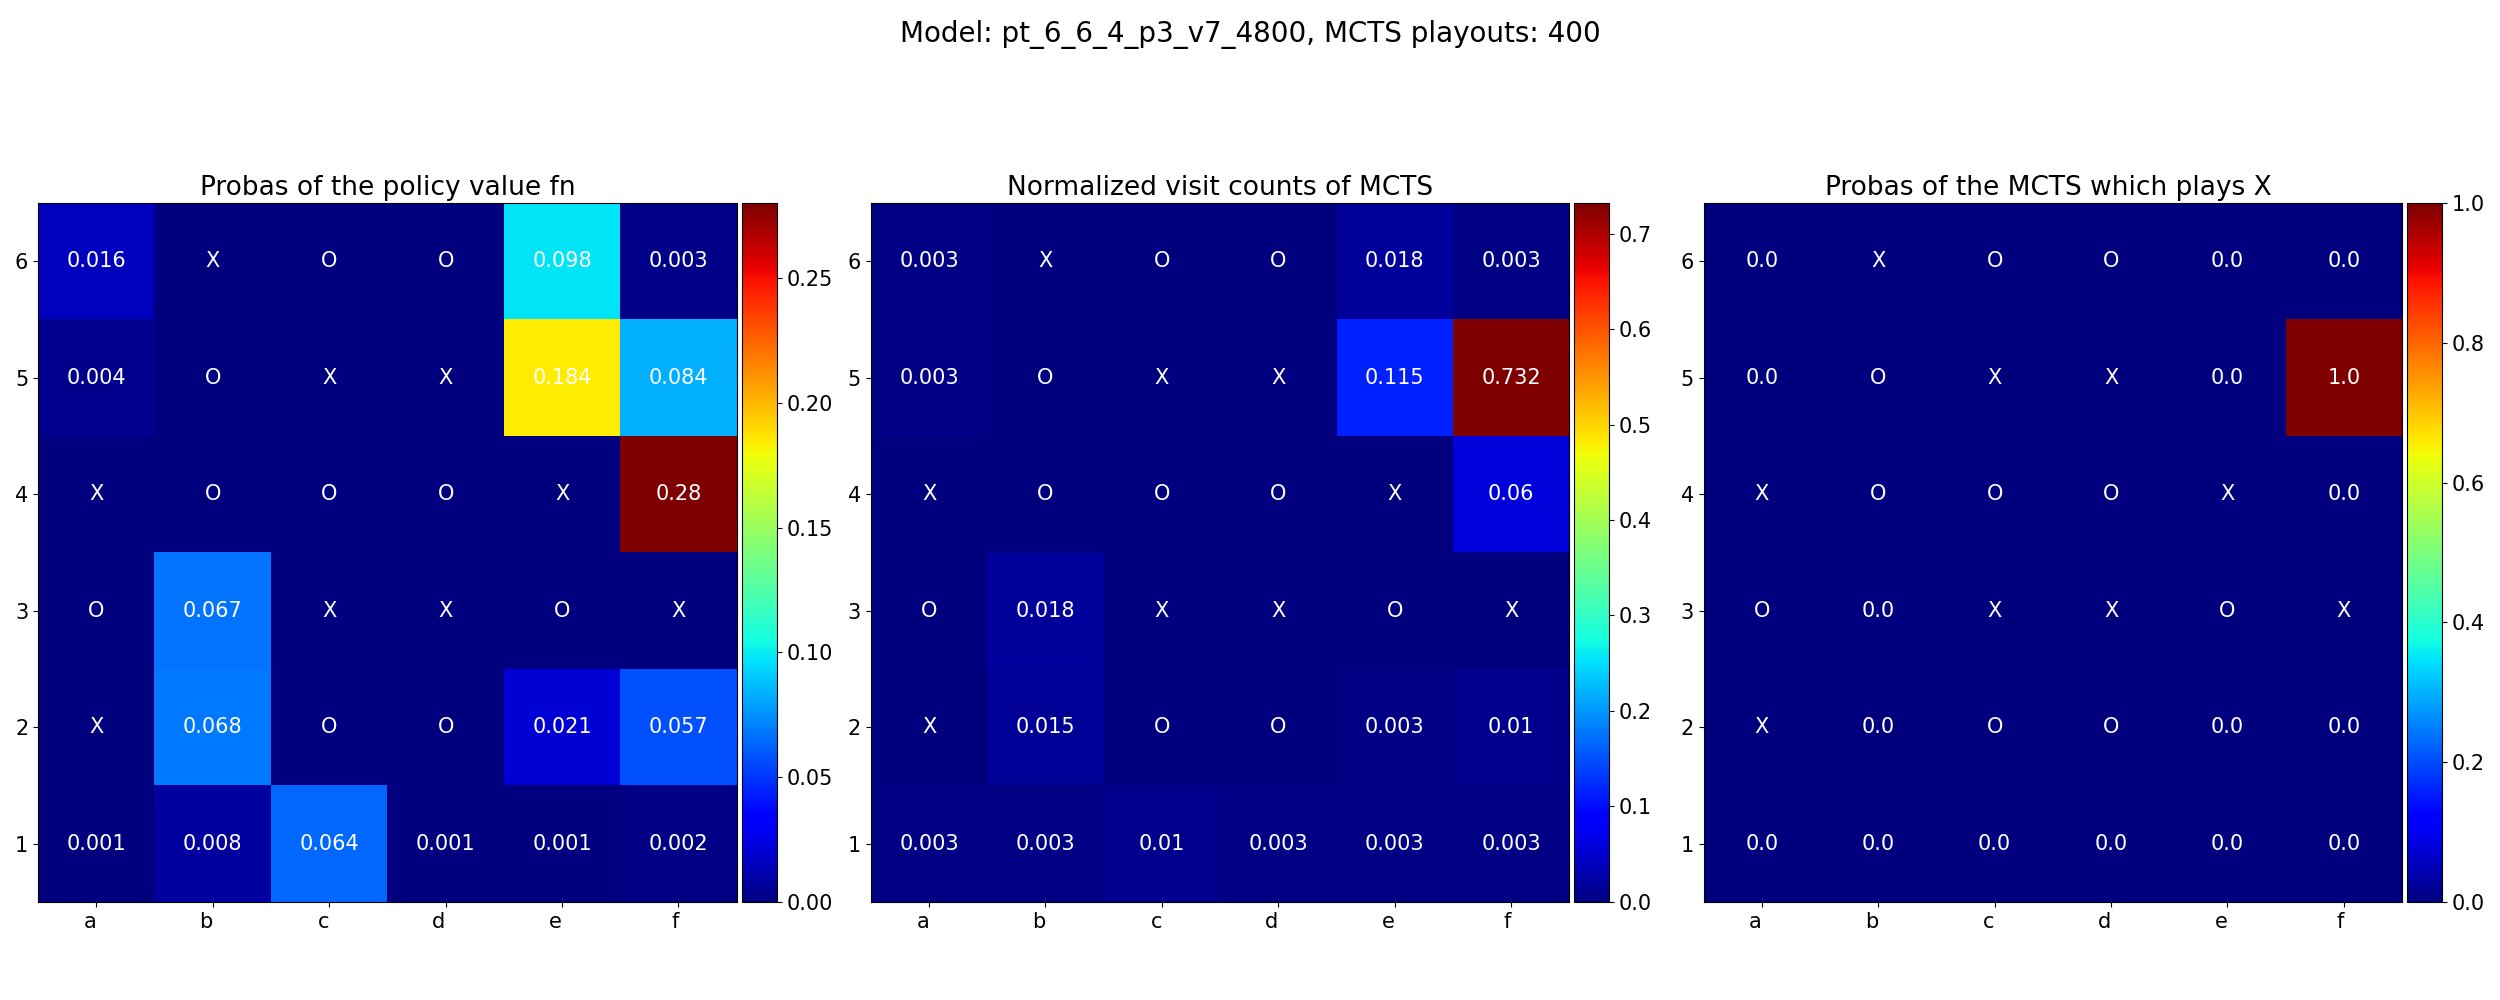 Model: pt_6_6_4_p3_v7_4800, MCTS playouts: 400
Probas of the policy value fn
6 0.016 X O O 0.098 0.003
5 0.004 O X X 0.184 0.084
4 X O O O X 0.28
3 O 0.067 X X O X
2 X 0.068 O O 0.021 0.057
1 0.001 0.008 0.064 0.001 0.001 0.002
a b c d e f
0.25
0.20
0.15
0.10
0.05
0.00
Normalized visit counts of MCTS
6 0.003 X O O 0.018 0.003
5 0.003 O X X 0.115 0.732
4 X O O O X 0.06
3 O 0.018 X X O X
2 X 0.015 O O 0.003 0.01
1 0.003 0.003 0.01 0.003 0.003 0.003
a b c d e f
0.7
0.6
0.5
0.4
0.3
0.2
0.1
0.0
Probas of the MCTS which plays X
6 0.0 X O O 0.0 0.0
5 0.0 O X X 0.0 1.0
4 X O O O X 0.0
3 O 0.0 X X O X
2 X 0.0 O O 0.0 0.0
1 0.0 0.0 0.0 0.0 0.0 0.0
a b c d e f
1.0
0.8
0.6
0.4
0.2
0.0